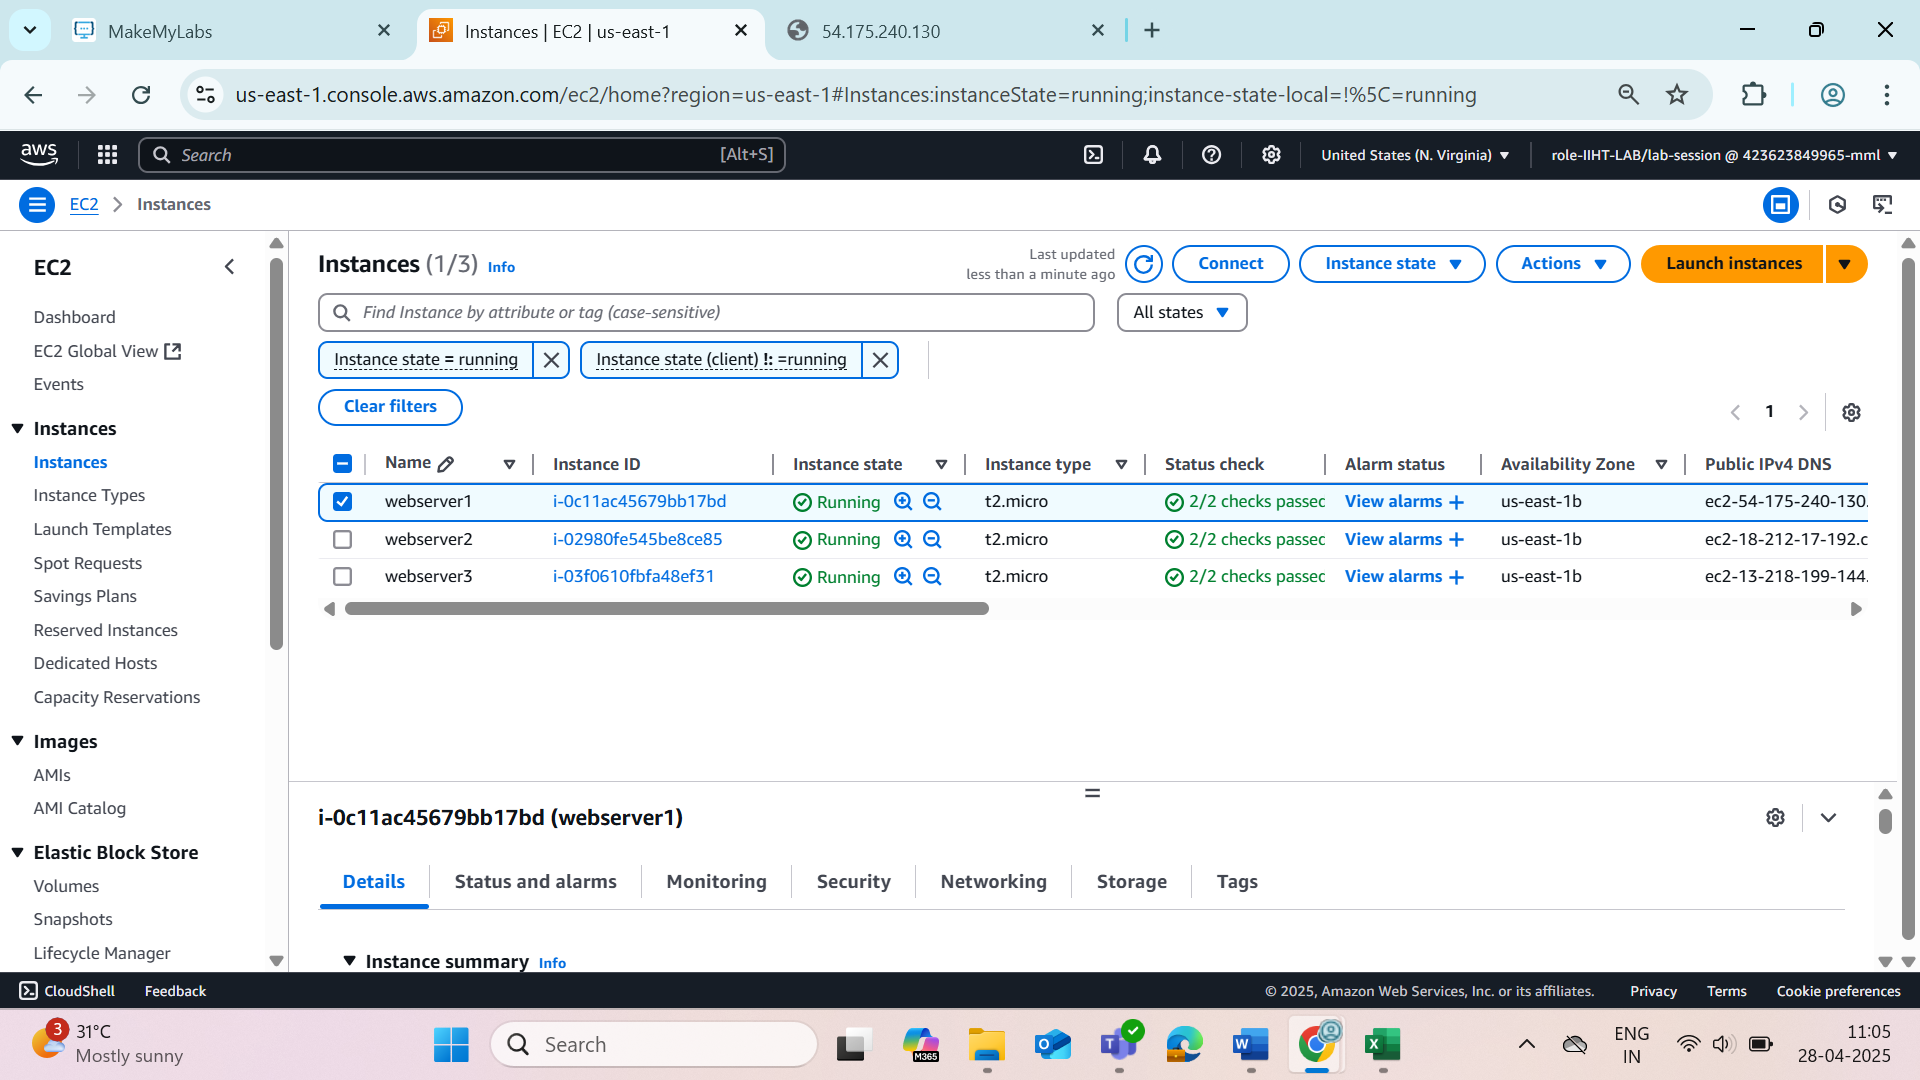 MakeMyLabs
Instances | EC2 | us-east-1
54.175.240.130
us-east-1.console.aws.amazon.com/ec2/home?region=us-east-1#Instances:instanceState=running;instance-state-local=!%5C=running
aws
Search [Alt+S]
United States (N. Virginia)
role-IIHT-LAB/lab-session @ 423623849965-mml
EC2 > Instances
EC2
Dashboard
EC2 Global View
Events
Instances
Instances
Instance Types
Launch Templates
Spot Requests
Savings Plans
Reserved Instances
Dedicated Hosts
Capacity Reservations
Images
AMIs
AMI Catalog
Elastic Block Store
Volumes
Snapshots
Lifecycle Manager
Instances (1/3) Info
Last updated
less than a minute ago
Connect
Instance state
Actions
Launch instances
Find Instance by attribute or tag (case-sensitive)
All states
Instance state = running
Instance state (client) !: =running
Clear filters
1
Name Instance ID Instance state Instance type Status check Alarm status Availability Zone Public IPv4 DNS
webserver1 i-0c11ac45679bb17bd Running t2.micro 2/2 checks passed View alarms + us-east-1b ec2-54-175-240-130.
webserver2 i-02980fe545be8ce85 Running t2.micro 2/2 checks passed View alarms + us-east-1b ec2-18-212-17-192.c
webserver3 i-03f0610fbfa48ef31 Running t2.micro 2/2 checks passed View alarms + us-east-1b ec2-13-218-199-144.
i-0c11ac45679bb17bd (webserver1)
Details Status and alarms Monitoring Security Networking Storage Tags
Instance summary Info
CloudShell Feedback
© 2025, Amazon Web Services, Inc. or its affiliates. Privacy Terms Cookie preferences
3
31°C
Mostly sunny
Search
M365
ENG
IN
11:05
28-04-2025